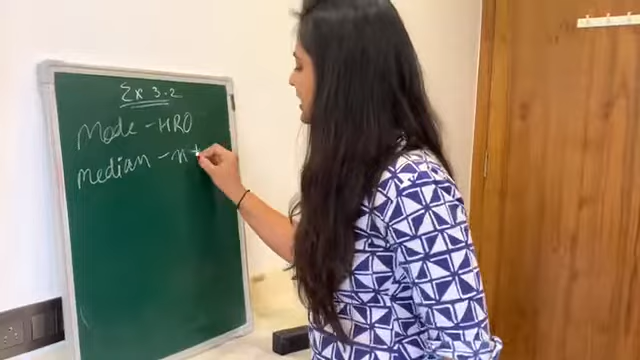 Ex 3.2
Mode - HRO
Median - n +